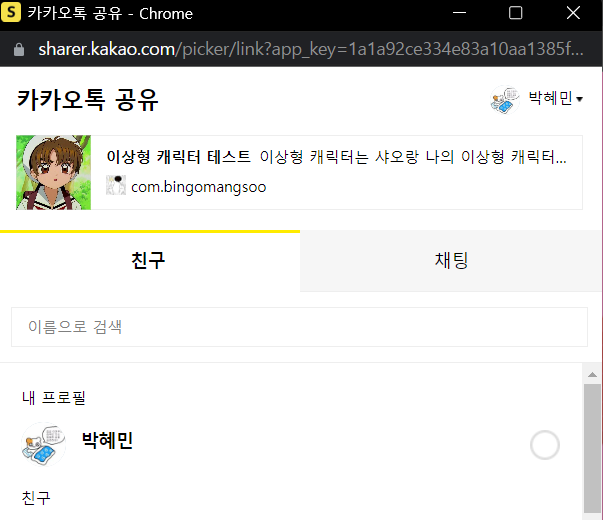 카카오톡 공유 - Chrome
sharer.kakao.com/picker/link?app_key=1a1a92ce334e83a10aa1385f...
카카오톡 공유
박혜민
이상형 캐릭터 테스트 이상형 캐릭터는 샤오랑 나의 이상형 캐릭터...
com.bingomangsoo
친구 채팅
이름으로 검색
내 프로필
박혜민
친구